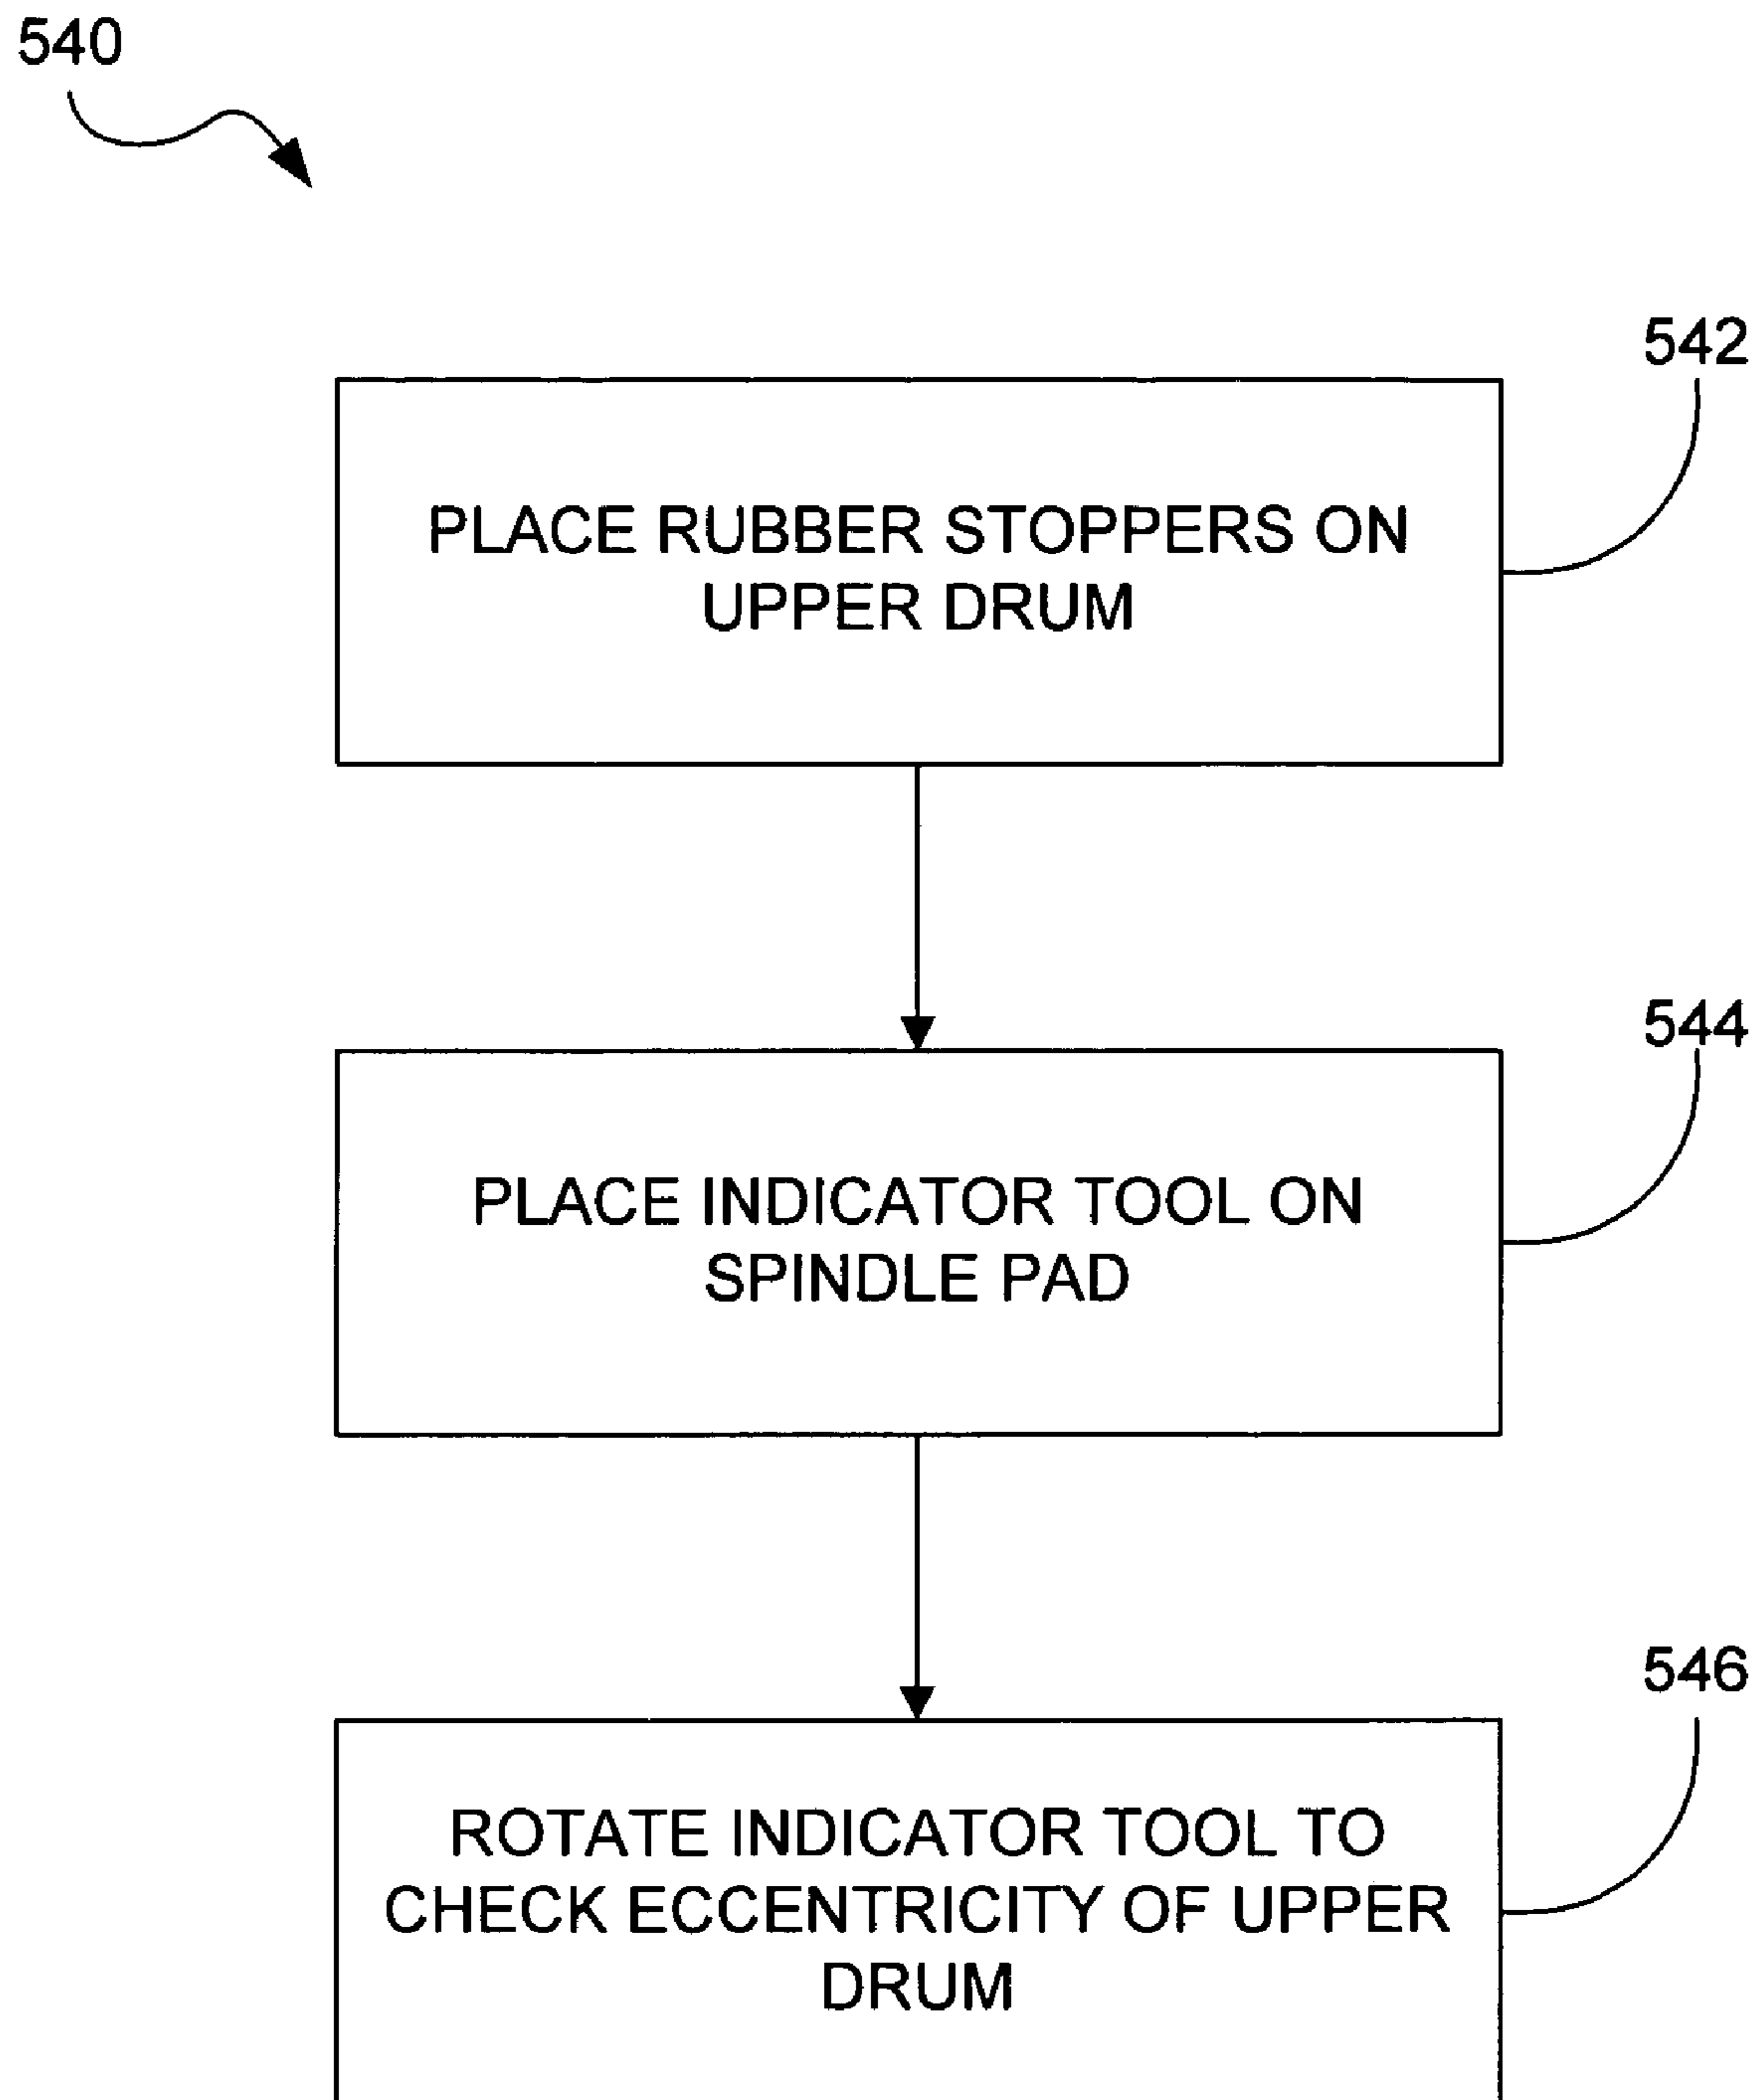 540
542
PLACE RUBBER STOPPERS ON
UPPER DRUM
544
PLACE INDICATOR TOOL ON
SPINDLE PAD
546
ROTATE INDICATOR TOOL TO
CHECK ECCENTRICITY OF UPPER
DRUM